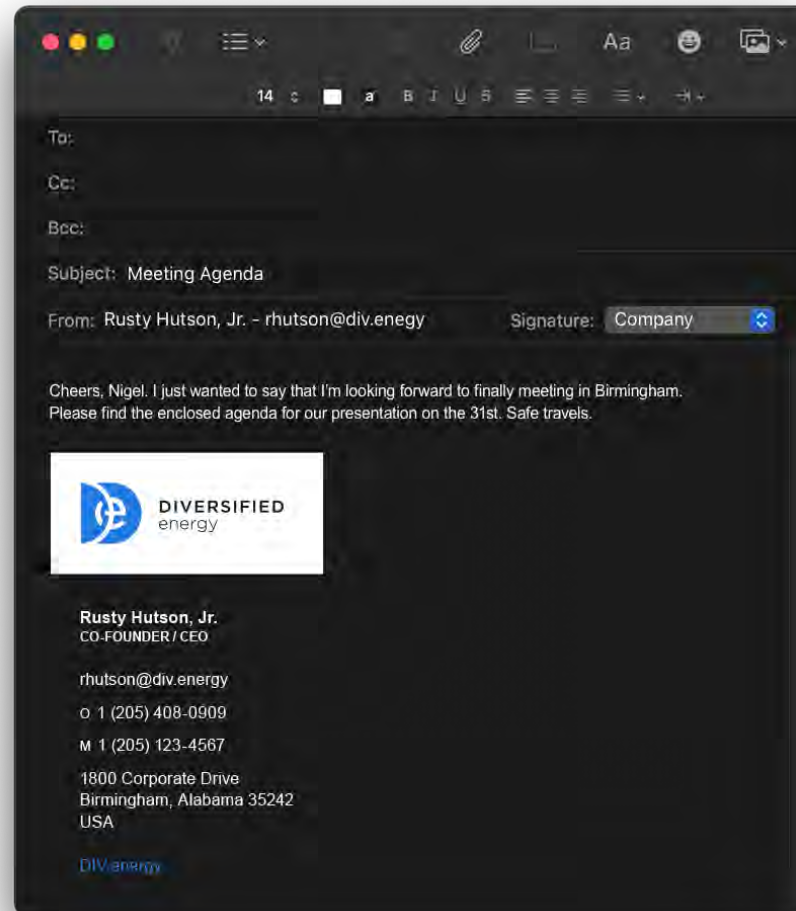 Aa
14 a B I U S
To:
Cc:
Bcc:
Subject: Meeting Agenda
From: Rusty Hutson, Jr. – rhutson@div.enegy Signature: Company
Cheers, Nigel. I just wanted to say that I'm looking forward to finally meeting in Birmingham.
Please find the enclosed agenda for our presentation on the 31st. Safe travels.
De
DIVERSIFIED
energy
Rusty Hutson, Jr.
CO-FOUNDER / CEO
rhutson@div.energy
O 1 (205) 408-0909
M 1 (205) 123-4567
1800 Corporate Drive
Birmingham, Alabama 35242
USA
DIV.energy